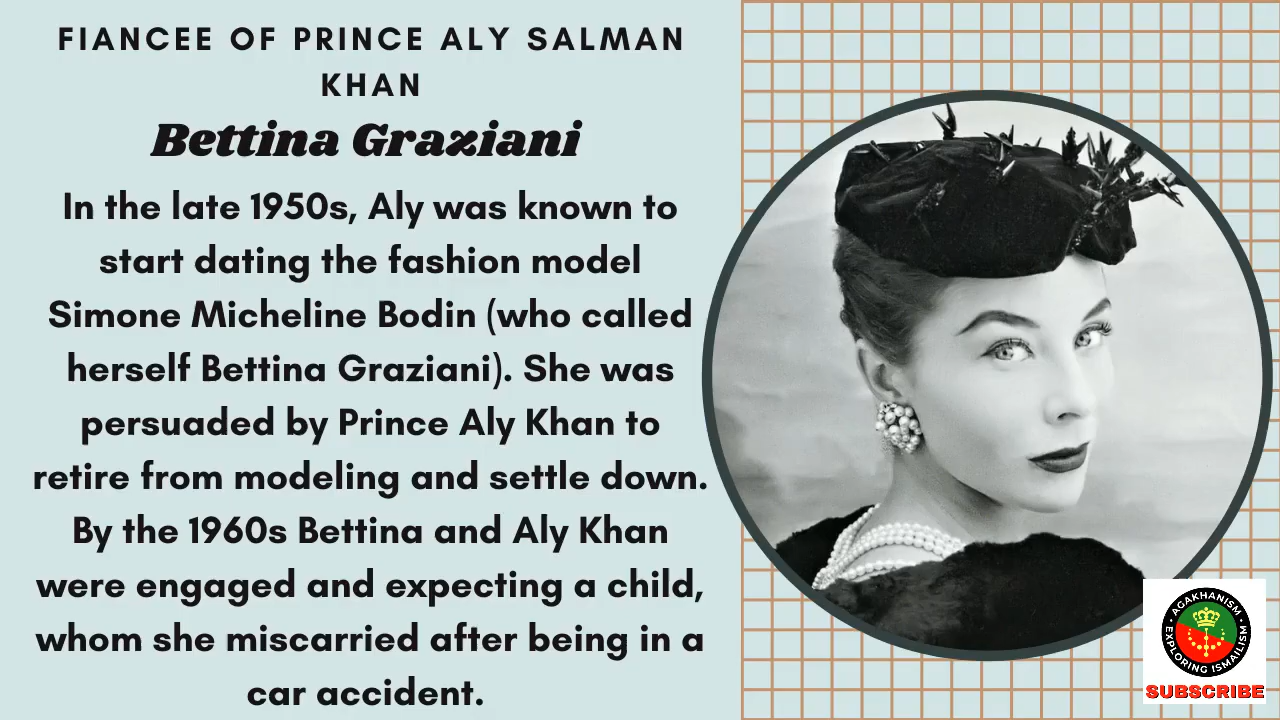 FIANCEE OF PRINCE ALY SALMAN
KHAN
Bettina Graziani
In the late 1950s, Aly was known to
start dating the fashion model
Simone Micheline Bodin (who called
herself Bettina Graziani). She was
persuaded by Prince Aly Khan to
retire from modeling and settle down.
By the 1960s Bettina and Aly Khan
were engaged and expecting a child,
whom she miscarried after being in a
car accident.
AGAKHANISM
EXPLORING ISMAILISM
SUBSCRIBE